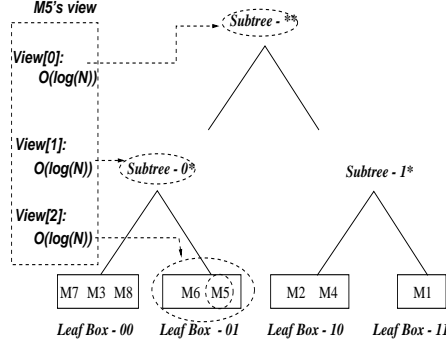 M5's view
Subtree - **
View[0]:
O(log(N))
View[1]:
O(log(N))
Subtree - 0*
Subtree - 1*
View[2]:
O(log(N))
M7 M3 M8
M6 M5
M2 M4
M1
Leaf Box - 00
Leaf Box - 01
Leaf Box - 10
Leaf Box - 11